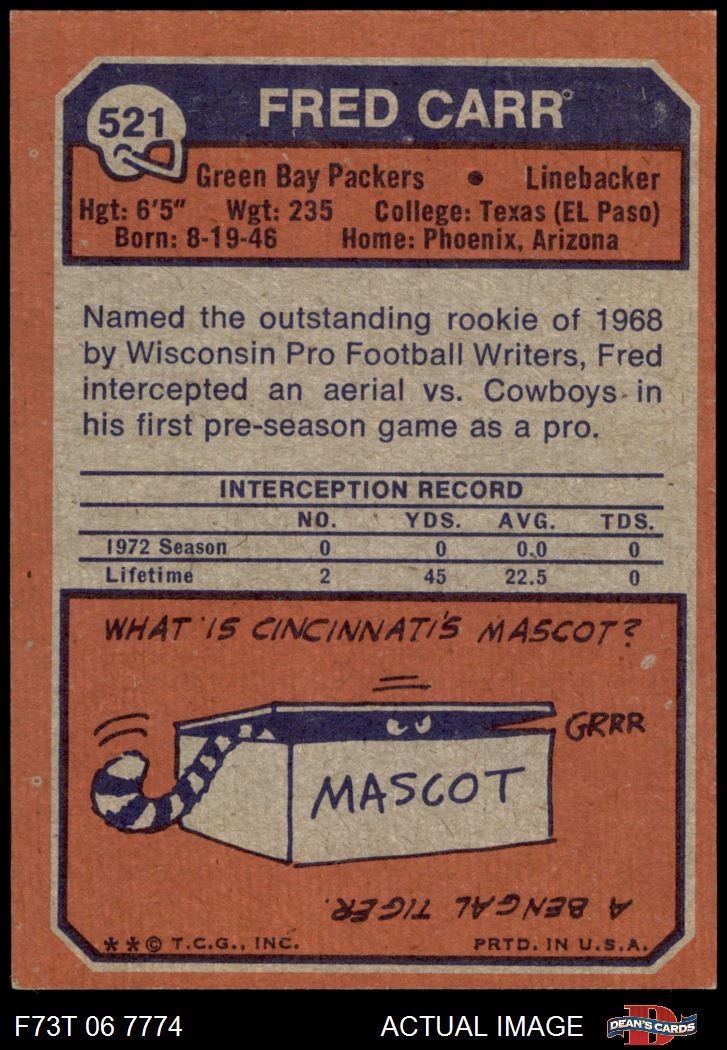 521
FRED CARR
Green Bay Packers • Linebacker
Hgt: 6'5" Wgt: 235 College: Texas (EL Paso)
Born: 8-19-46 Home: Phoenix, Arizona
Named the outstanding rookie of 1968
by Wisconsin Pro Football Writers, Fred
intercepted an aerial vs. Cowboys in
his first pre-season game as a pro.
INTERCEPTION RECORD
NO. YDS. AVG. TDS.
1972 Season 0 0 0.0 0
Lifetime 2 45 22.5 0
WHAT IS CINCINNATI'S MASCOT?
GRRR
MASCOT
A BENGAL TIGER.
**© T.C.G., INC. PRTD. IN U.S.A.
F73T 06 7774 ACTUAL IMAGE D DEAN'S CARDS